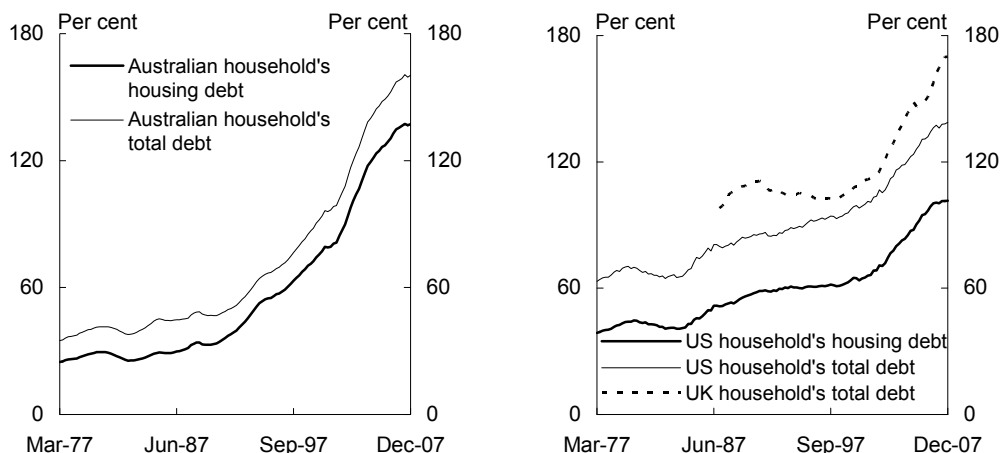 Per cent Per cent
180 180
Australian household's
housing debt
Australian household's
total debt
120 120
60 60
0 0
Mar-77 Jun-87 Sep-97 Dec-07
Per cent Per cent
180 180
120 120
60 60
US household's housing debt
US household's total debt
UK household's total debt
0 0
Mar-77 Jun-87 Sep-97 Dec-07